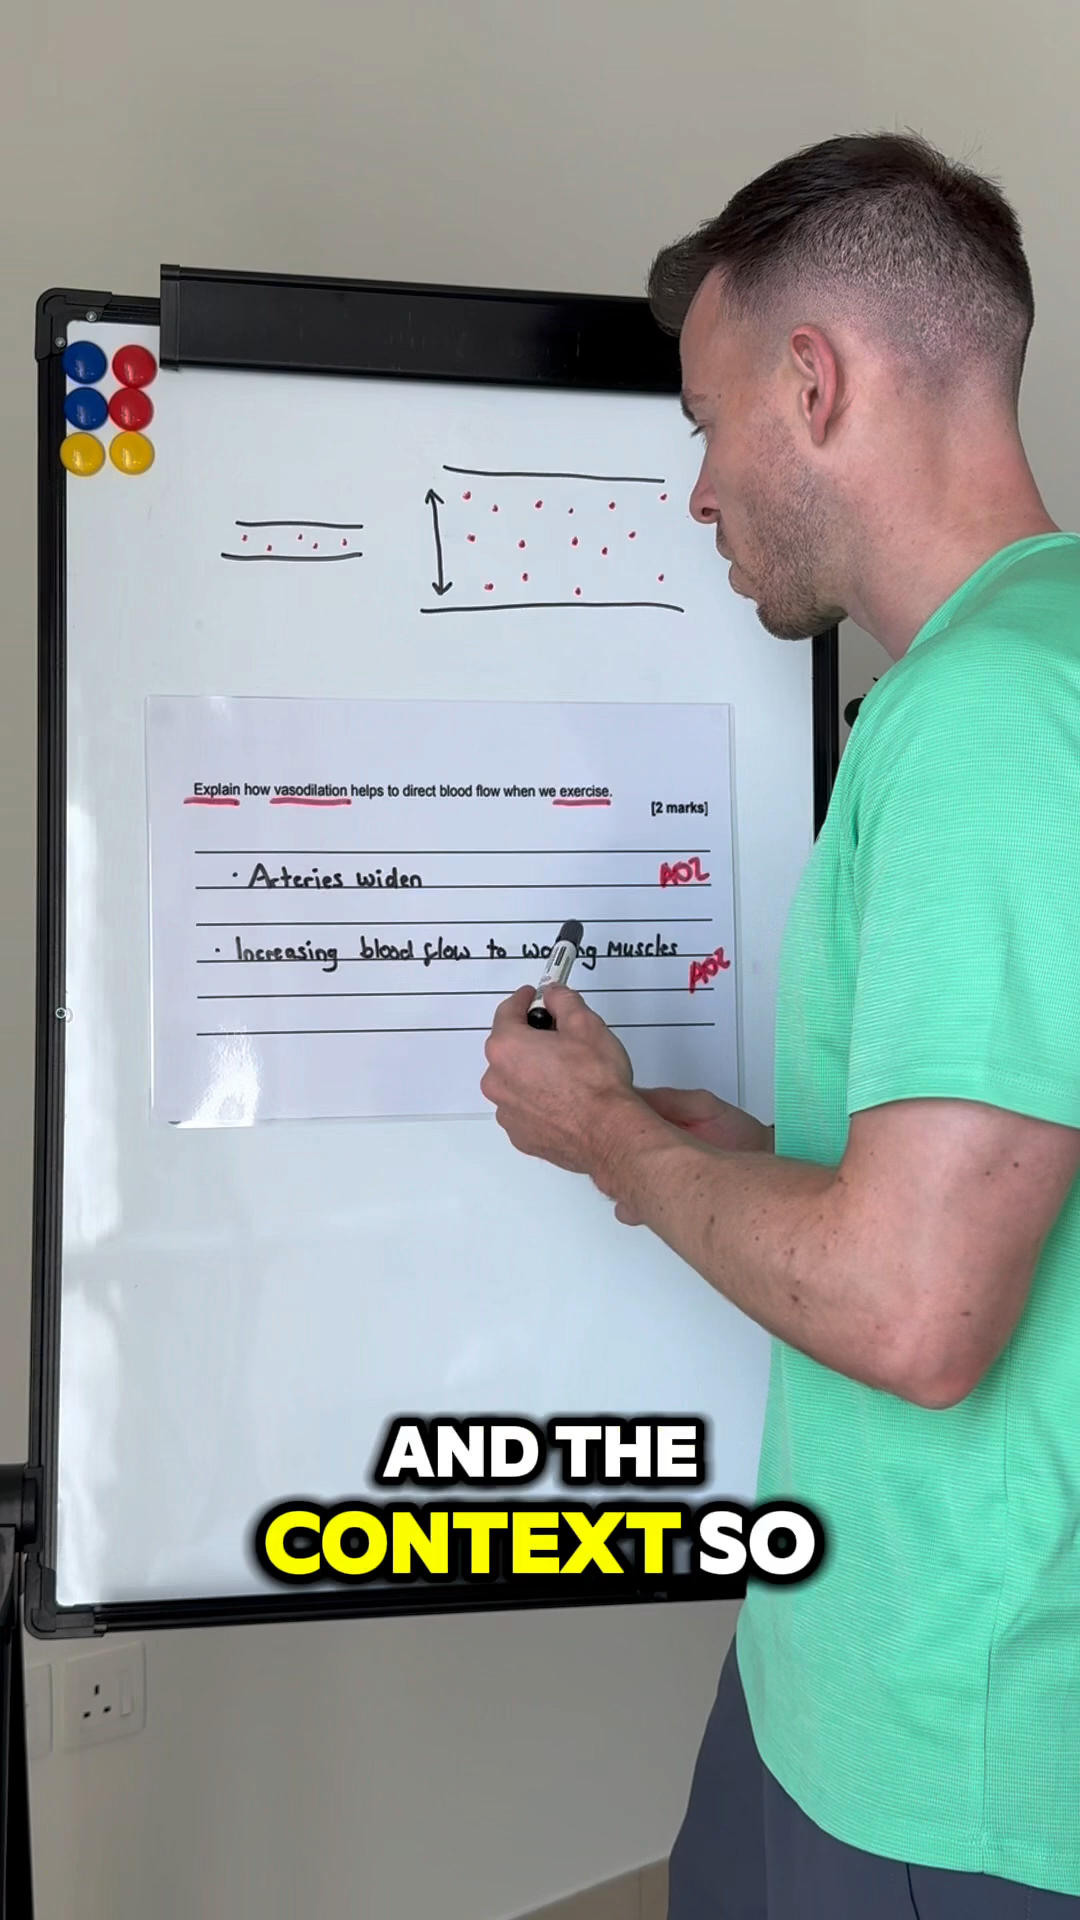 Explain how vasodilation helps to direct blood flow when we exercise.
[2 marks]
· Arteries widen AO2
· Increasing blood flow to muscles
AO2
AND THE
CONTEXT SO